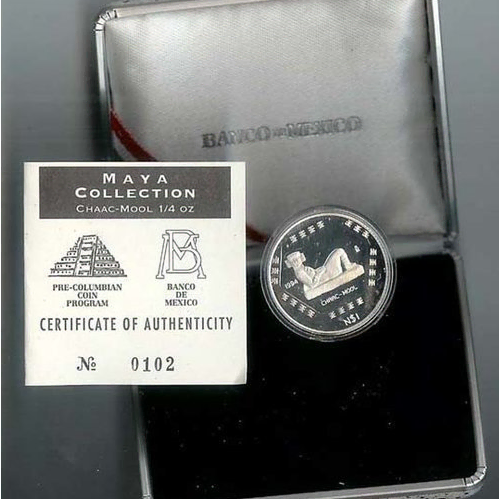 BANCO DE MEXICO
MAYA
COLLECTION
CHAAC-MOOL 1/4 OZ
PRE-COLUMBIAN
COIN
PROGRAM
BANCO
DE
MEXICO
CERTIFICATE OF AUTHENTICITY
№ 0102
1994
CHAAC-MOOL
N$1